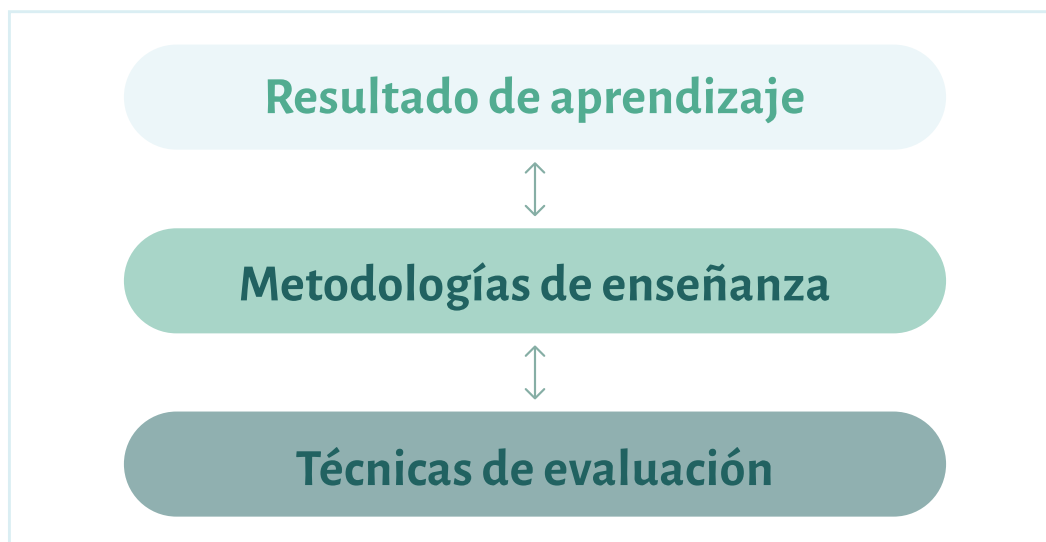 Resultado de aprendizaje
Metodologías de enseñanza
Técnicas de evaluación